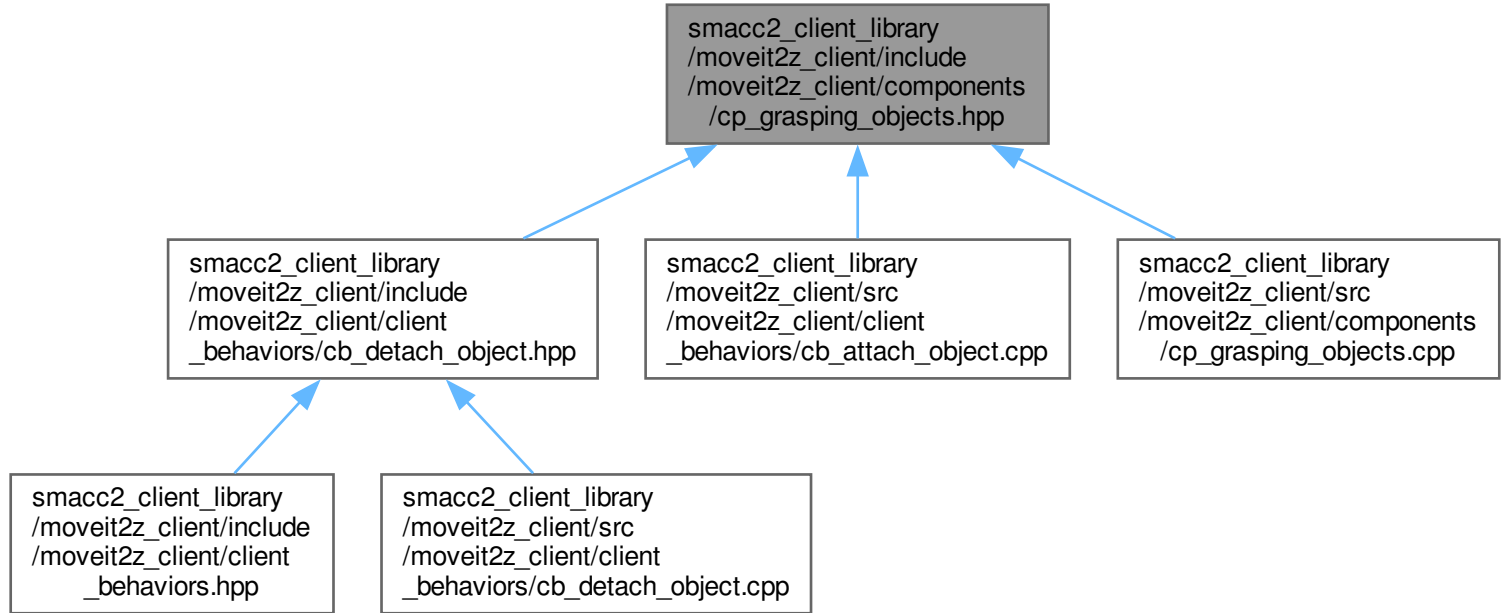 smacc2_client_library
/moveit2z_client/include
/moveit2z_client/components
/cp_grasping_objects.hpp
smacc2_client_library
/moveit2z_client/include
/moveit2z_client/client
_behaviors/cb_detach_object.hpp
smacc2_client_library
/moveit2z_client/src
/moveit2z_client/client
_behaviors/cb_attach_object.cpp
smacc2_client_library
/moveit2z_client/src
/moveit2z_client/components
/cp_grasping_objects.cpp
smacc2_client_library
/moveit2z_client/include
/moveit2z_client/client
_behaviors.hpp
smacc2_client_library
/moveit2z_client/src
/moveit2z_client/client
_behaviors/cb_detach_object.cpp